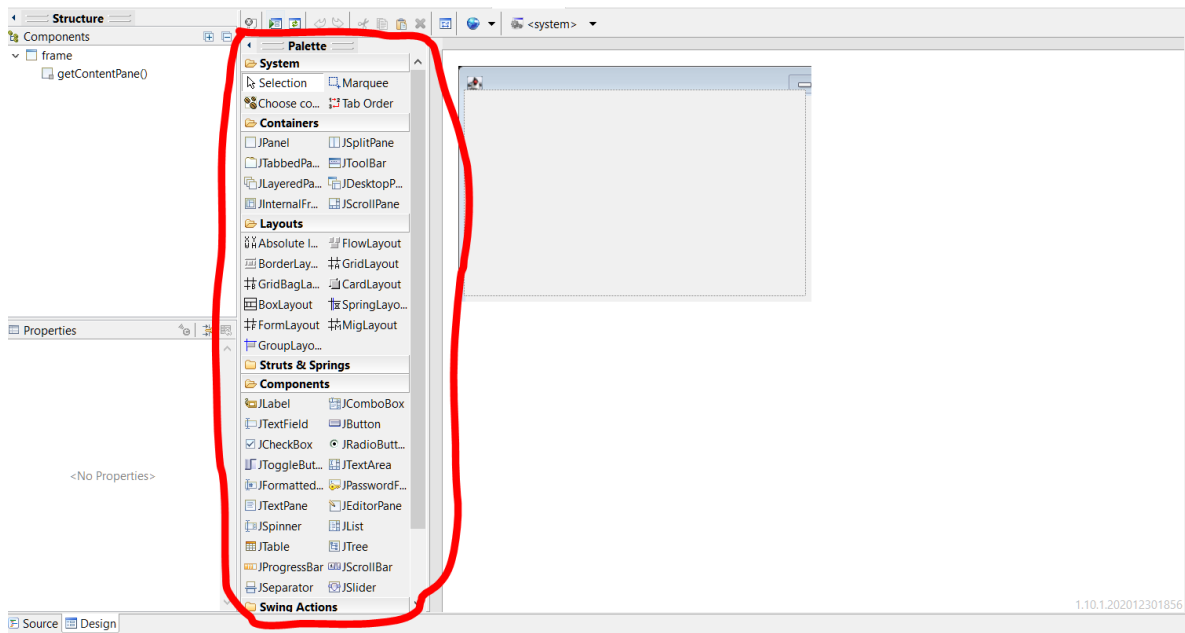 Structure
Components
frame
getContentPane()
Properties
<No Properties>
<system>
Palette
System
Selection Marquee
Choose co... Tab Order
Containers
JPanel JSplitPane
JTabbedPa... JToolBar
JLayeredPa... JDesktopP...
JInternalFr... JScrollPane
Layouts
Absolute l... FlowLayout
BorderLay... GridLayout
GridBagLa... CardLayout
BoxLayout SpringLayo...
FormLayout MigLayout
GroupLayo...
Struts & Springs
Components
JLabel JComboBox
JTextField JButton
JCheckBox JRadioButt...
JToggleBut... JTextArea
JFormatted... JPasswordF...
JTextPane JEditorPane
JSpinner JList
JTable JTree
JProgressBar JScrollBar
JSeparator JSlider
Swing Actions
1.10.1.202012301856
Source Design